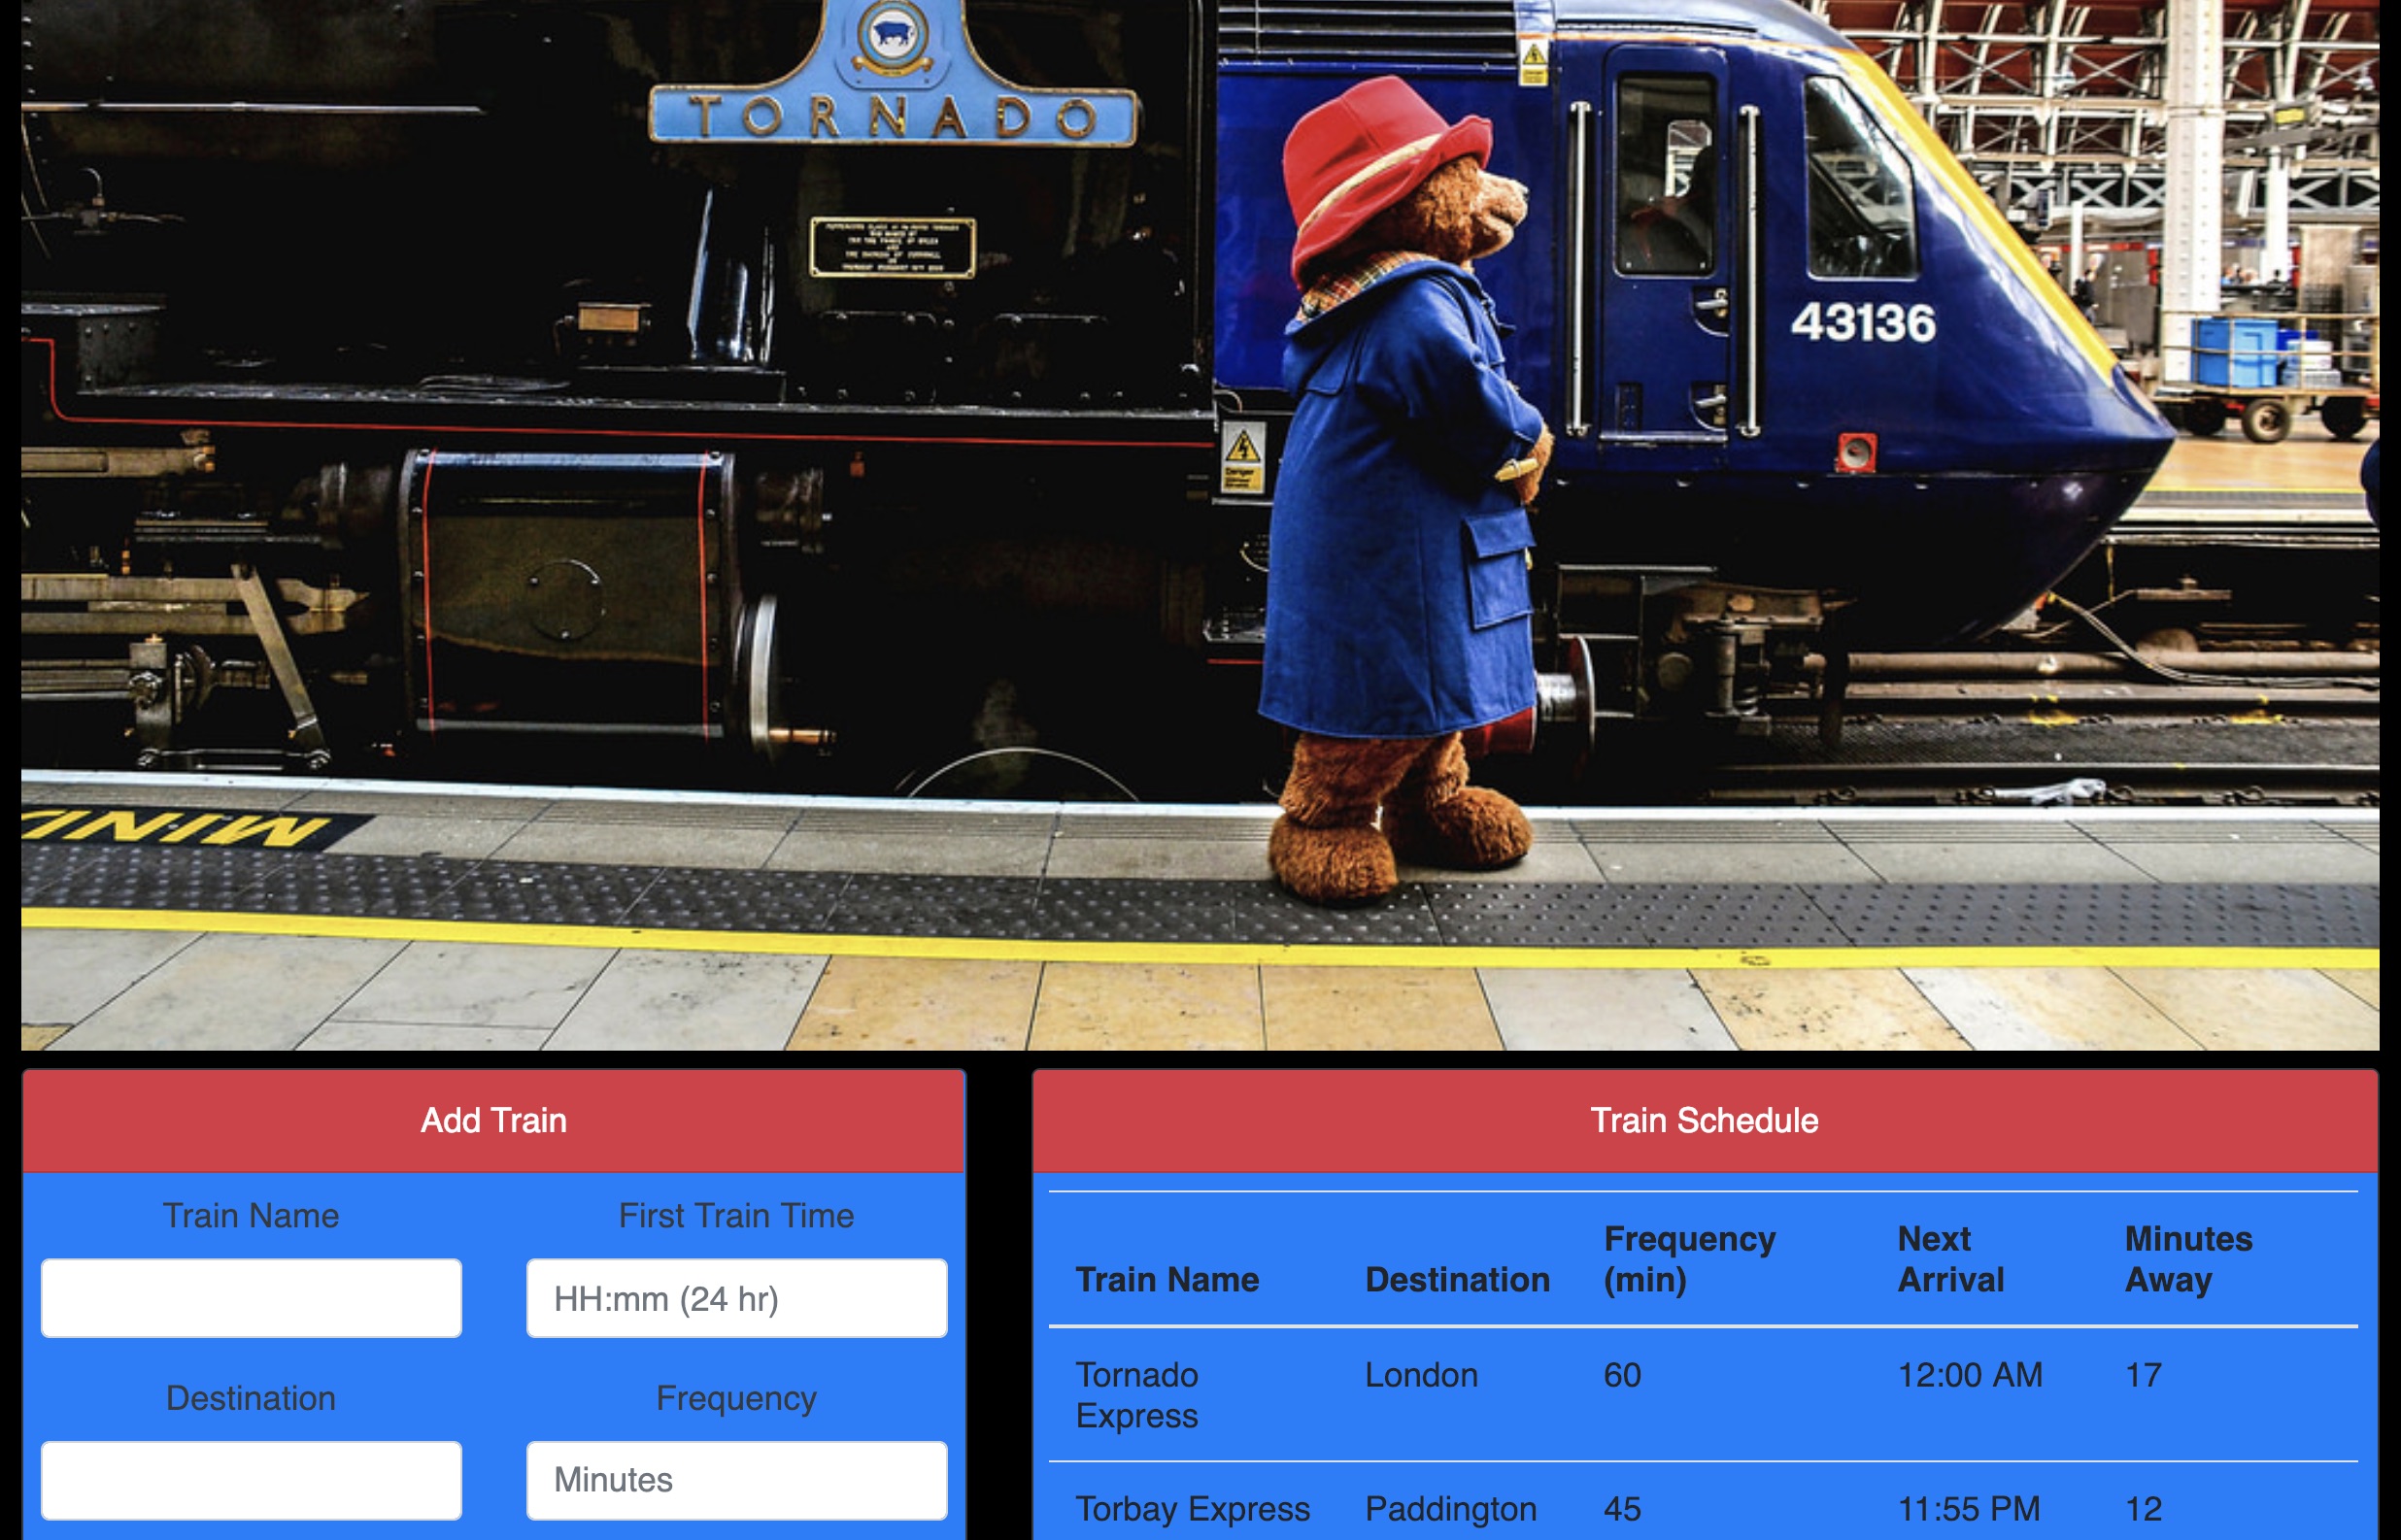 TORNADO
43136
Danger
MIND
Add Train
Train Name
First Train Time
HH:mm (24 hr)
Destination
Frequency
Minutes
Train Schedule
Train Name Destination Frequency (min) Next Arrival Minutes Away
Tornado Express London 60 12:00 AM 17
Torbay Express Paddington 45 11:55 PM 12